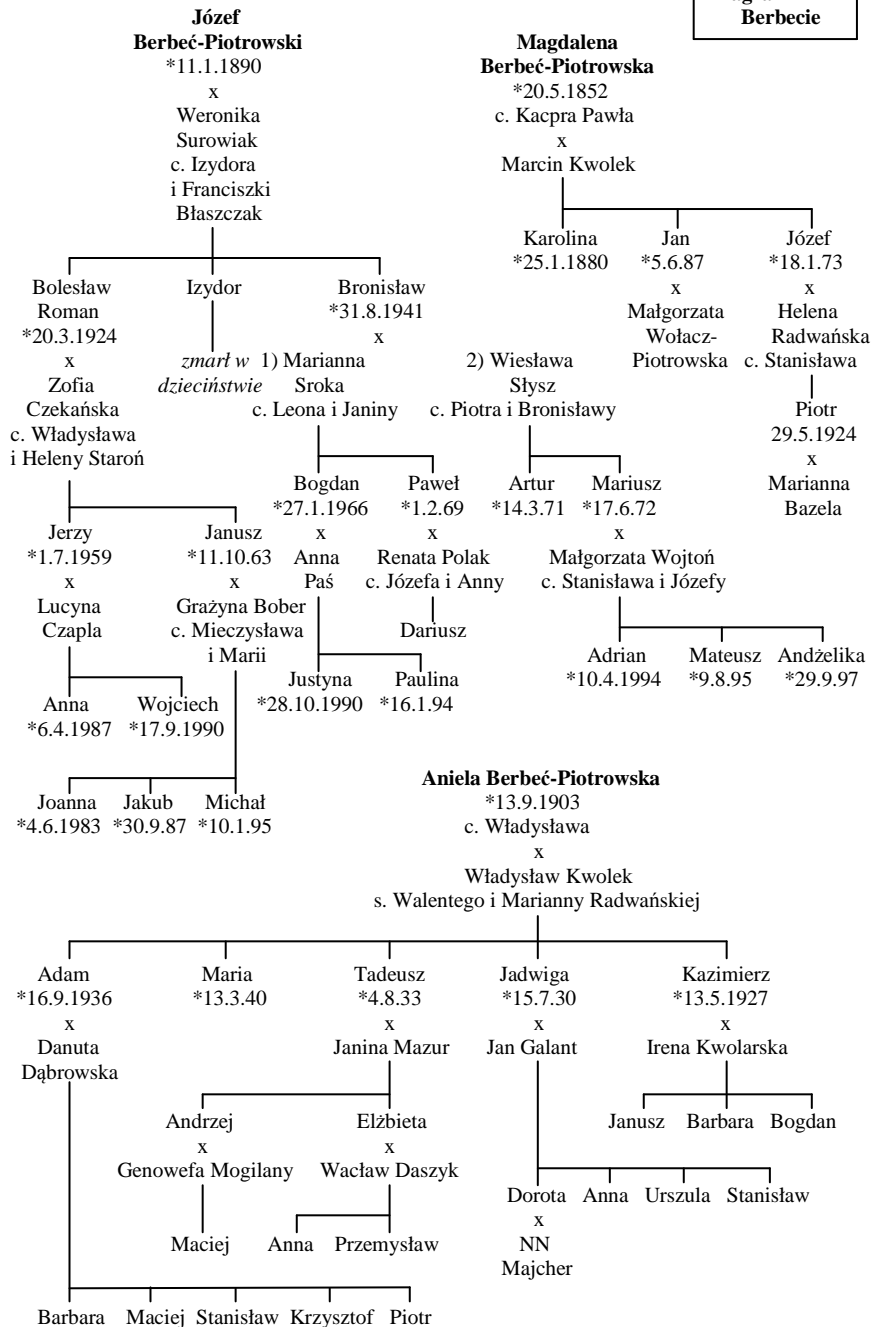 Berbecie
Józef
Berbeć-Piotrowski
*11.1.1890
x
Weronika
Surowiak
c. Izydora
i Franciszki
Błaszczak
Magdalena
Berbeć-Piotrowska
*20.5.1852
c. Kacpra Pawła
x
Marcin Kwolek
Karolina
*25.1.1880
Jan
*5.6.87
x
Małgorzata
Wołacz-
Piotrowska
Józef
*18.1.73
x
Helena
Radwańska
c. Stanisława
Piotr
29.5.1924
x
Marianna
Bazela
Bolesław
Roman
*20.3.1924
x
Zofia
Czekańska
c. Władysława
i Heleny Staroń
Izydor
zmarł w
dzieciństwie
Bronisław
*31.8.1941
x
1) Marianna
Sroka
c. Leona i Janiny
2) Wiesława
Słysz
c. Piotra i Bronisławy
Jerzy
*1.7.1959
x
Lucyna
Czapla
Janusz
*11.10.63
x
Grażyna Bober
c. Mieczysława
i Marii
Bogdan
*27.1.1966
x
Anna
Paś
Paweł
*1.2.69
x
Renata Polak
c. Józefa i Anny
Dariusz
Artur
*14.3.71
Mariusz
*17.6.72
x
Małgorzata Wojtoń
c. Stanisława i Józefy
Anna
*6.4.1987
Wojciech
*17.9.1990
Justyna
*28.10.1990
Paulina
*16.1.94
Adrian
*10.4.1994
Mateusz
*9.8.95
Andżelika
*29.9.97
Joanna
*4.6.1983
Jakub
*30.9.87
Michał
*10.1.95
Aniela Berbeć-Piotrowska
*13.9.1903
c. Władysława
x
Władysław Kwolek
s. Walentego i Marianny Radwańskiej
Adam
*16.9.1936
x
Danuta
Dąbrowska
Maria
*13.3.40
Tadeusz
*4.8.33
x
Janina Mazur
Jadwiga
*15.7.30
x
Jan Galant
Kazimierz
*13.5.1927
x
Irena Kwolarska
Andrzej
x
Genowefa Mogilany
Maciej
Elżbieta
x
Wacław Daszyk
Anna Przemysław
Janusz Barbara Bogdan
Dorota
x
NN
Majcher
Anna Urszula Stanisław
Barbara Maciej Stanisław Krzysztof Piotr